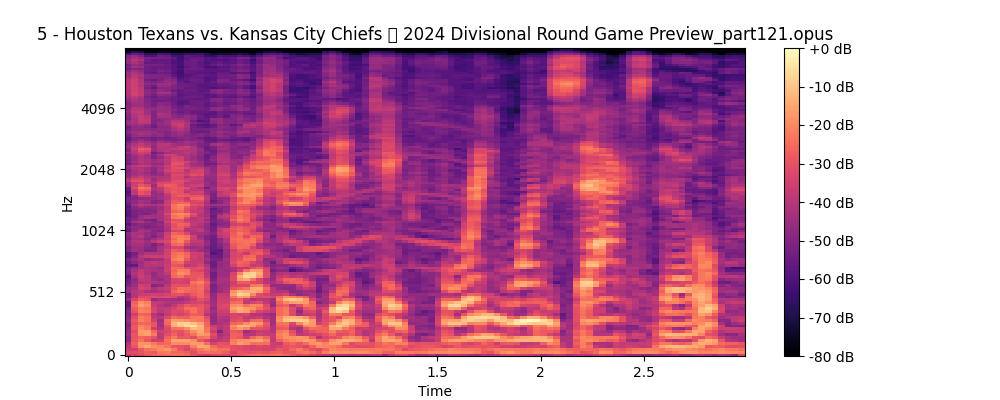 5 - Houston Texans vs. Kansas City Chiefs ▯ 2024 Divisional Round Game Preview_part121.opus
+0 dB
4096
-10 dB
-20 dB
2048
-30 dB
Hz
1024
-40 dB
-50 dB
512
-60 dB
-70 dB
0
-80 dB
0 0.5 1 1.5 2 2.5
Time